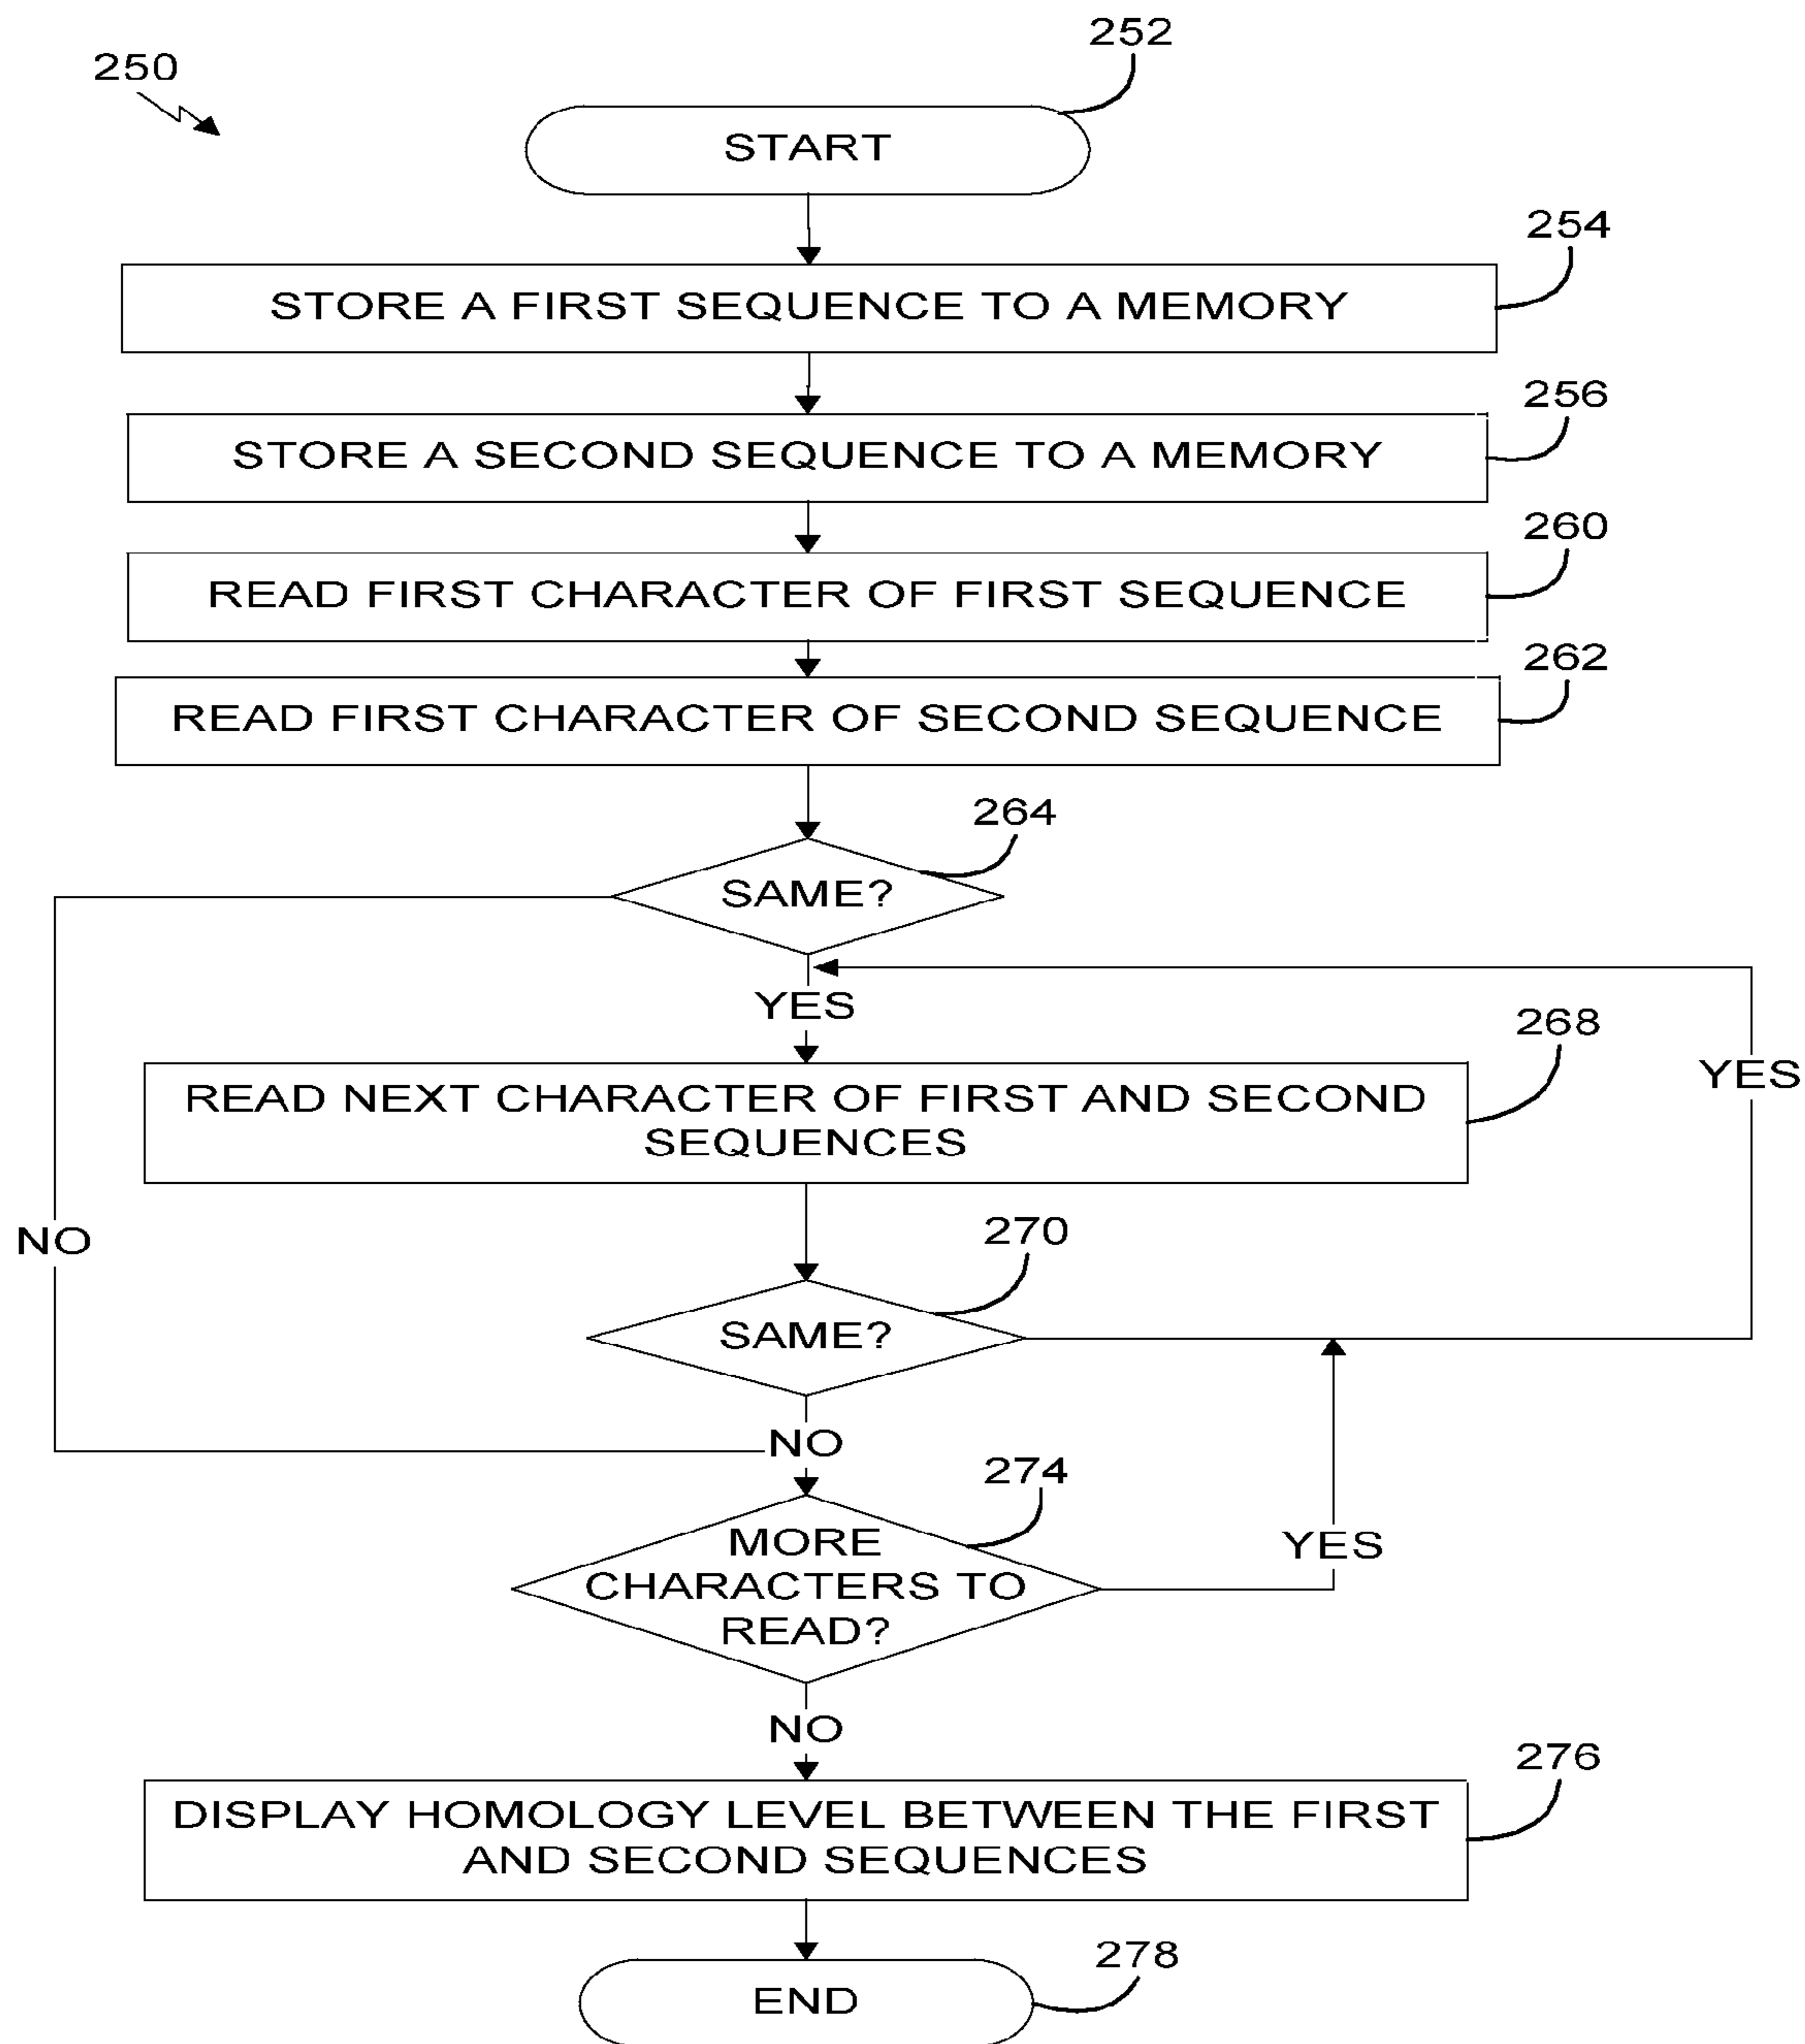 252
250
START
254
STORE A FIRST SEQUENCE TO A MEMORY
256
STORE A SECOND SEQUENCE TO A MEMORY
260
READ FIRST CHARACTER OF FIRST SEQUENCE
262
READ FIRST CHARACTER OF SECOND SEQUENCE
264
SAME?
YES
268
YES
READ NEXT CHARACTER OF FIRST AND SECOND
SEQUENCES
NO
270
SAME?
NO
274
MORE
CHARACTERS TO
READ?
YES
NO
276
DISPLAY HOMOLOGY LEVEL BETWEEN THE FIRST
AND SECOND SEQUENCES
278
END